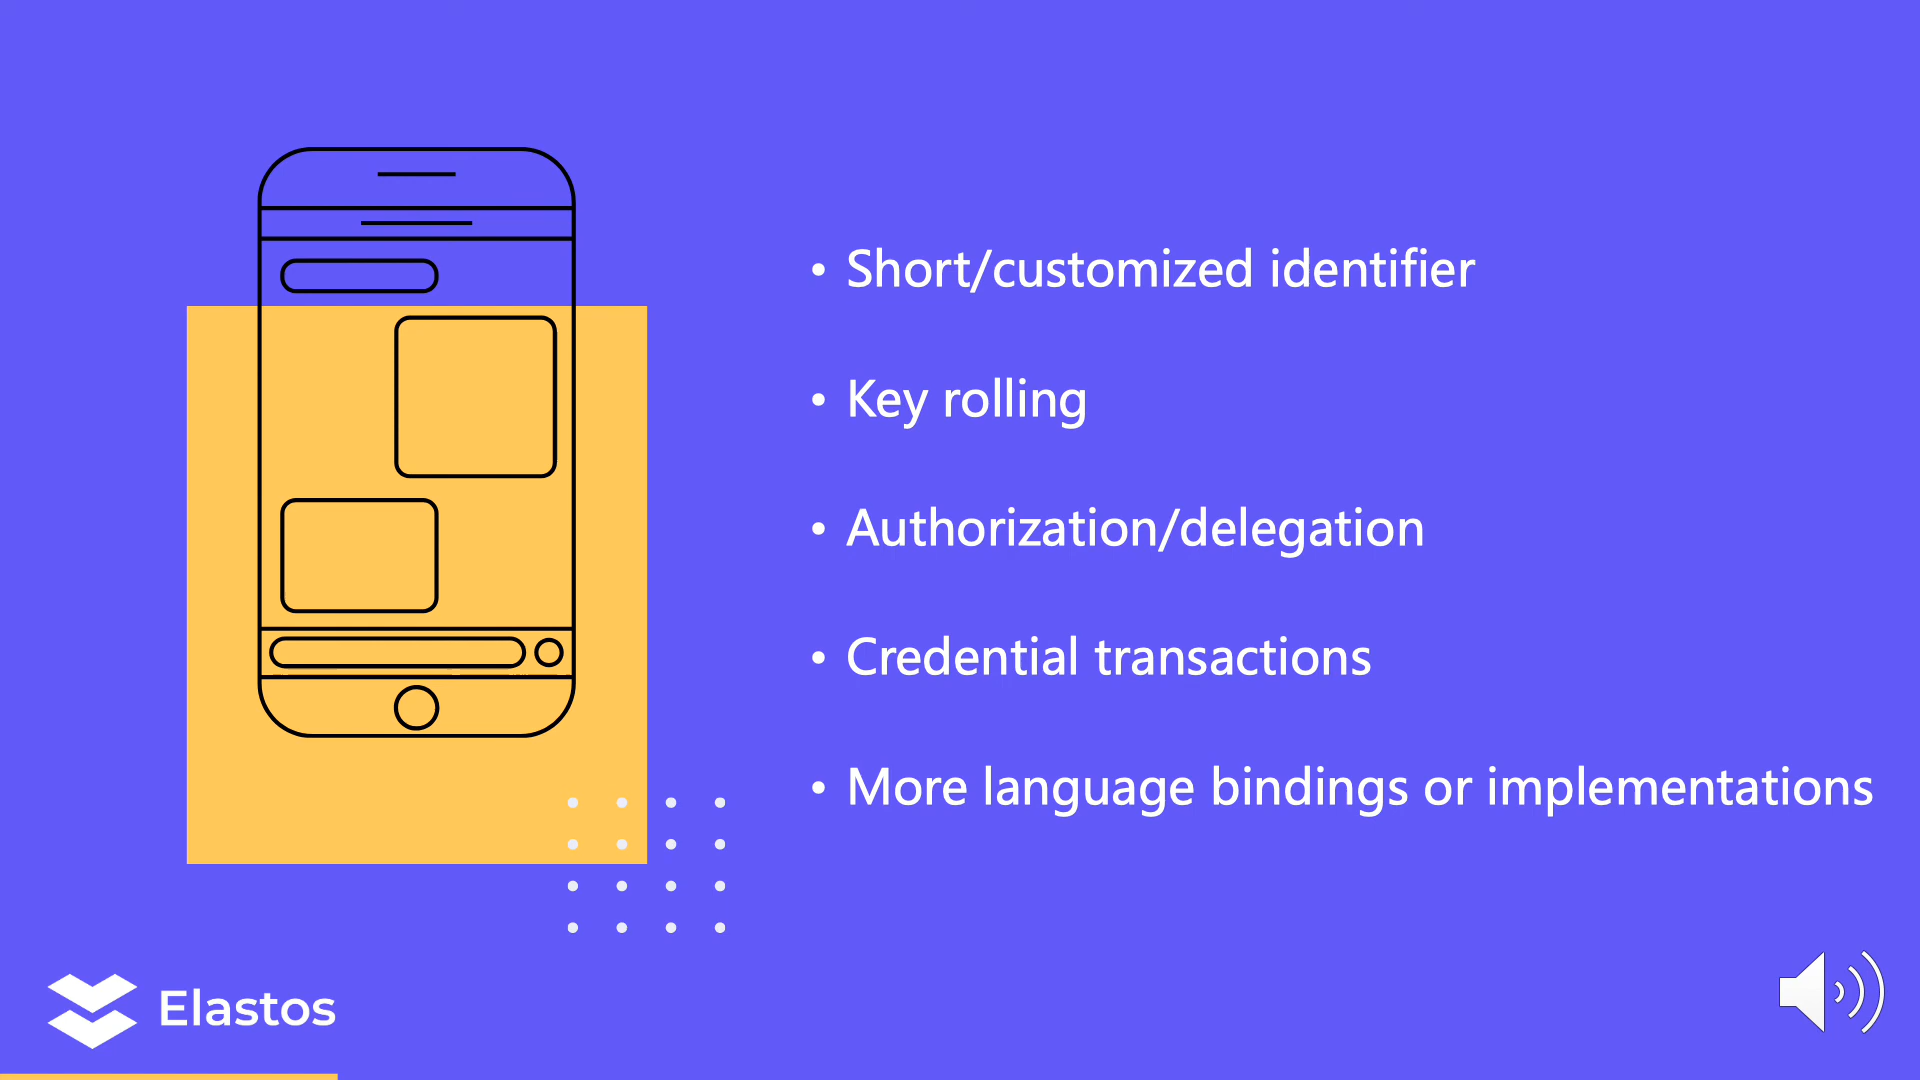 • Short/customized identifier
• Key rolling
• Authorization/delegation
• Credential transactions
• More language bindings or implementations
Elastos